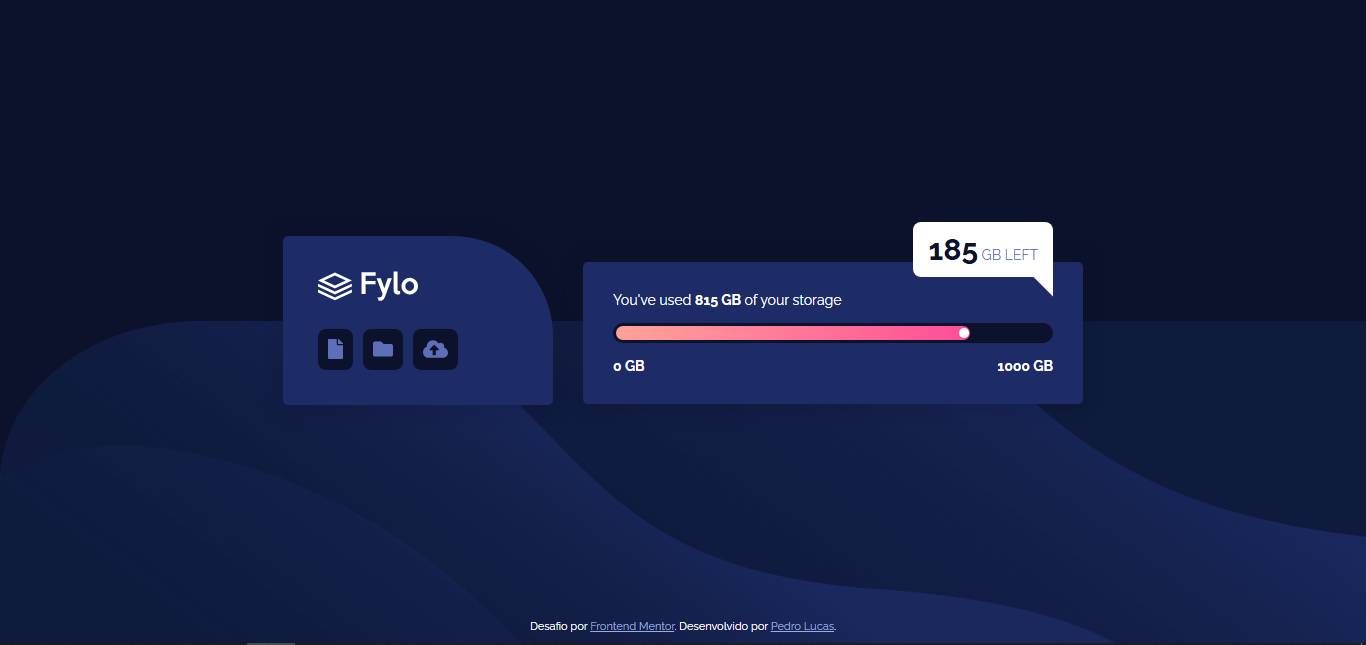 Fylo
185 GB LEFT
You've used 815 GB of your storage
0 GB 1000 GB
Desafio por Frontend Mentor. Desenvolvido por Pedro Lucas.